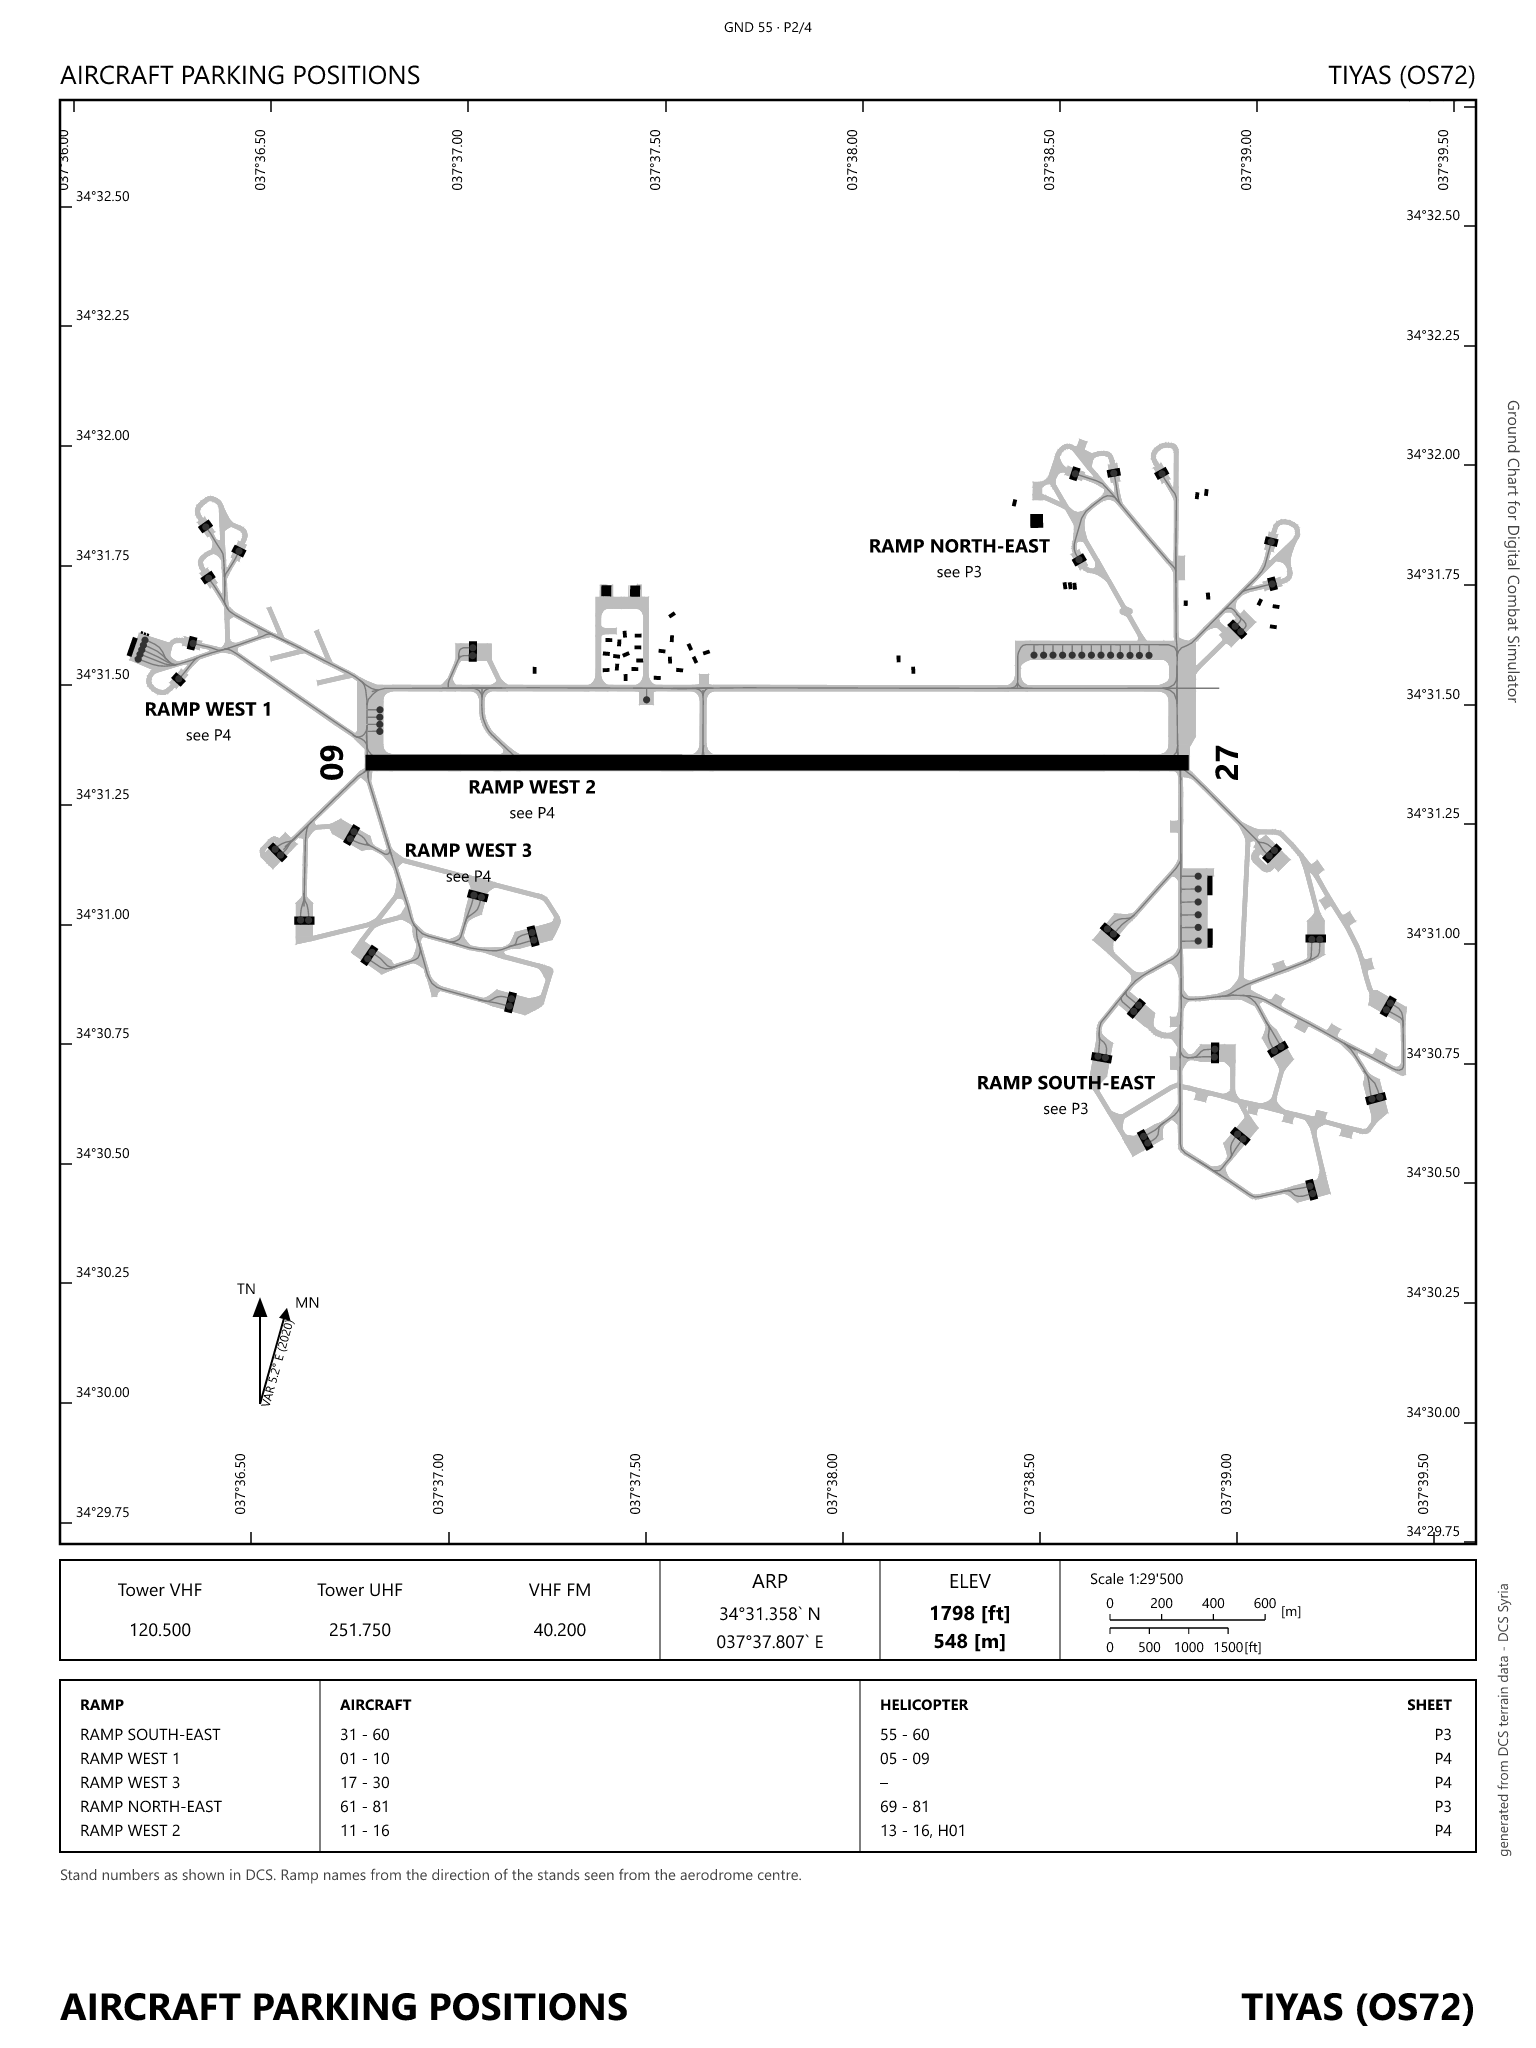 GND 55 · P2/4
AIRCRAFT PARKING POSITIONS
TIYAS (OS72)
037°36.00
037°36.50
037°37.00
037°37.50
037°38.00
037°38.50
037°39.00
037°39.50
34°32.50
34°32.50
34°32.25
34°32.25
34°32.00
34°32.00
RAMP NORTH-EAST
see P3
34°31.75
34°31.75
34°31.50
34°31.50
RAMP WEST 1
see P4
09
27
RAMP WEST 2
see P4
34°31.25
34°31.25
RAMP WEST 3
see P4
34°31.00
34°31.00
34°30.75
34°30.75
RAMP SOUTH-EAST
see P3
34°30.50
34°30.50
34°30.25
34°30.25
TN
MN
VAR 5.2° E (2020)
34°30.00
34°30.00
037°36.50
037°37.00
037°37.50
037°38.00
037°38.50
037°39.00
037°39.50
34°29.75
34°29.75
Ground Chart for Digital Combat Simulator
Tower VHF
120.500
Tower UHF
251.750
VHF FM
40.200
ARP
34°31.358` N
037°37.807` E
ELEV
1798 [ft]
548 [m]
Scale 1:29'500
0 200 400 600 [m]
0 500 1000 1500 [ft]
generated from DCS terrain data - DCS Syria
RAMP AIRCRAFT HELICOPTER SHEET
RAMP SOUTH-EAST 31 - 60 55 - 60 P3
RAMP WEST 1 01 - 10 05 - 09 P4
RAMP WEST 3 17 - 30 – P4
RAMP NORTH-EAST 61 - 81 69 - 81 P3
RAMP WEST 2 11 - 16 13 - 16, H01 P4
Stand numbers as shown in DCS. Ramp names from the direction of the stands seen from the aerodrome centre.
AIRCRAFT PARKING POSITIONS
TIYAS (OS72)